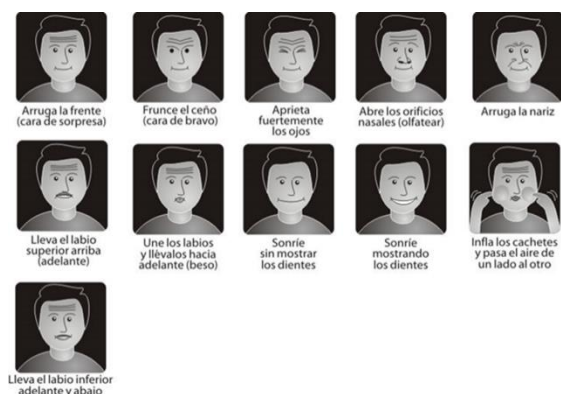 Arruga la frente
(cara de sorpresa)
Frunce el ceño
(cara de bravo)
Aprieta
fuertemente
los ojos
Abre los orificios
nasales (olfatear)
Arruga la nariz
Lleva el labio
superior arriba
(adelante)
Une los labios
y llèvalos hacia
adelante (beso)
Sonríe
sin mostrar
los dientes
Sonríe
mostrando
los dientes
Infla los cachetes
y pasa el aire de
un lado al otro
Lleva el labio inferior
adelante y abajo